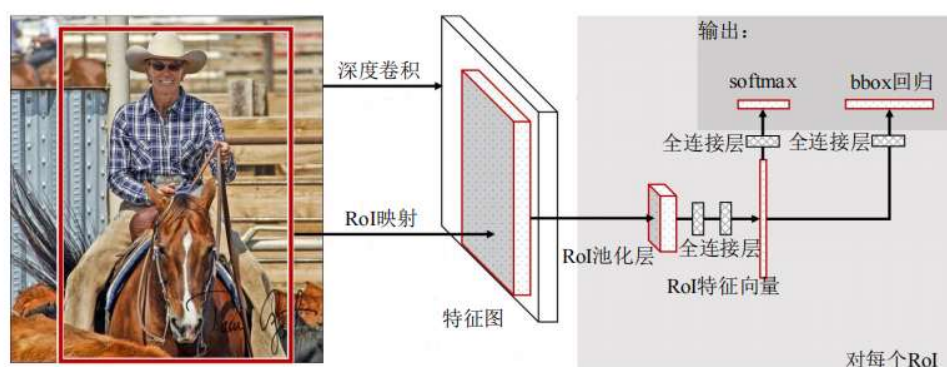 输出：
softmax
bbox回归
深度卷积
全连接层
全连接层
RoI映射
RoI池化层
全连接层
RoI特征向量
特征图
对每个RoI